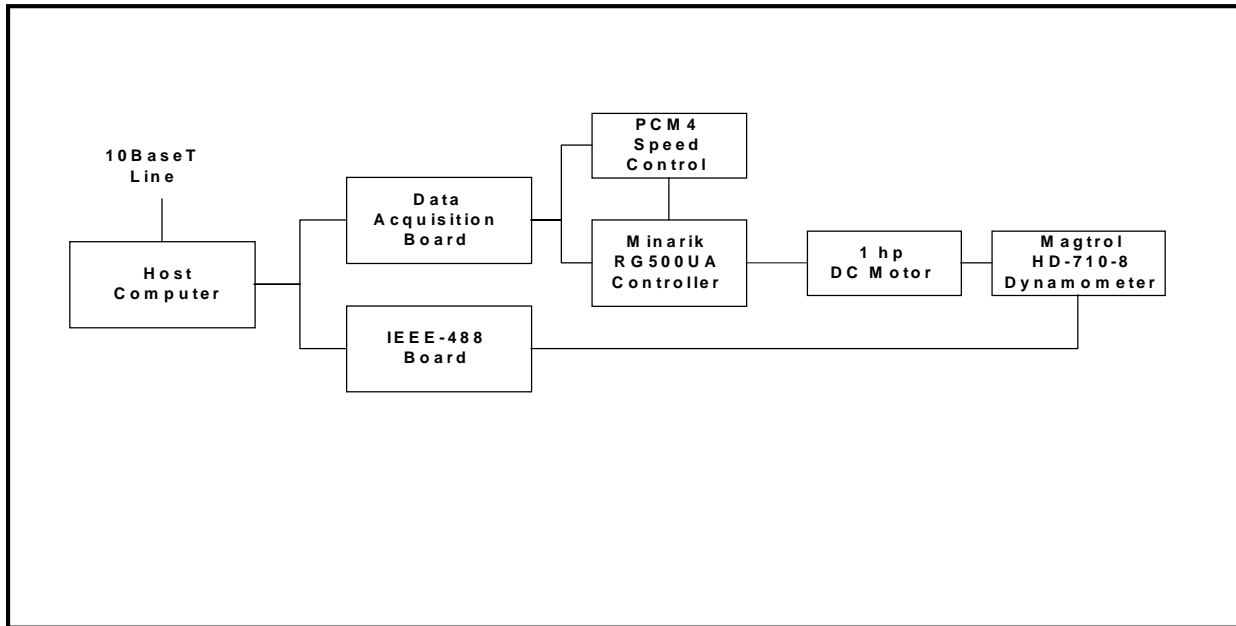 10BaseT
Line
Host
Computer
Data
Acquisition
Board
IEEE-488
Board
PCM4
Speed
Control
Minarik
RG500UA
Controller
1 hp
DC Motor
Magtrol
HD-710-8
Dynamometer